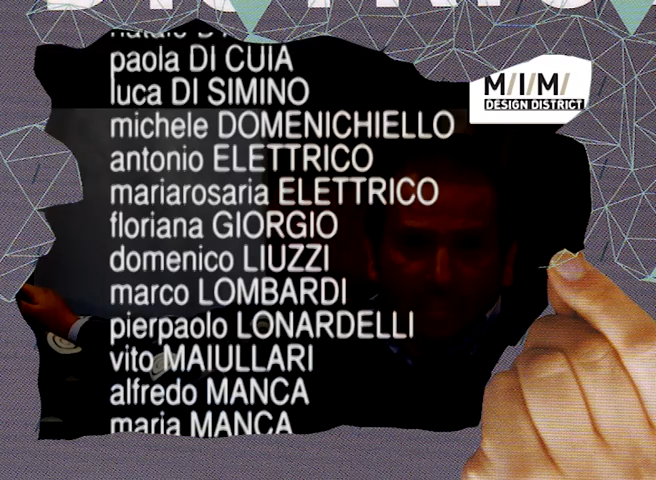 paola DI CUIA
luca DI SIMINO
M/I/M/
DESIGN DISTRICT
michele DOMENICHIELLO
antonio ELETTRICO
mariarosaria ELETTRICO
floriana GIORGIO
domenico LIUZZI
marco LOMBARDI
pierpaolo LONARDELLI
vito MAIULLARI
alfredo MANCA
maria MANCA